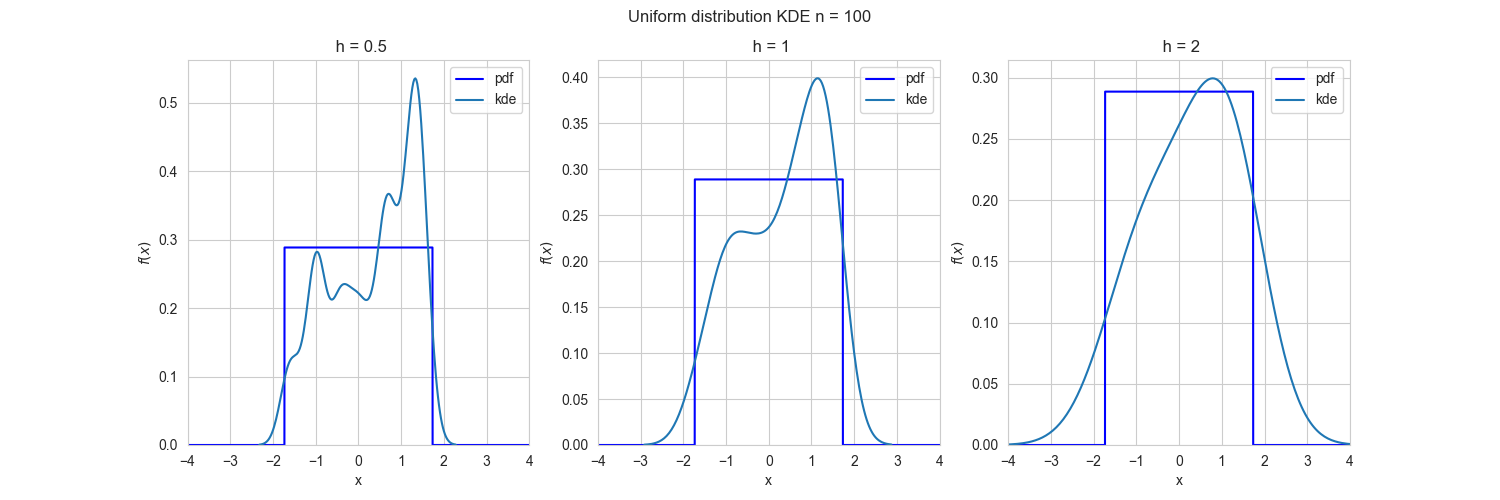 Uniform distribution KDE n = 100
h = 0.5
pdf
kde
f(x)
0.5
0.4
0.3
0.2
0.1
0.0
−4 −3 −2 −1 0 1 2 3 4
x
h = 1
pdf
kde
f(x)
0.40
0.35
0.30
0.25
0.20
0.15
0.10
0.05
0.00
−4 −3 −2 −1 0 1 2 3 4
x
h = 2
pdf
kde
f(x)
0.30
0.25
0.20
0.15
0.10
0.05
0.00
−4 −3 −2 −1 0 1 2 3 4
x